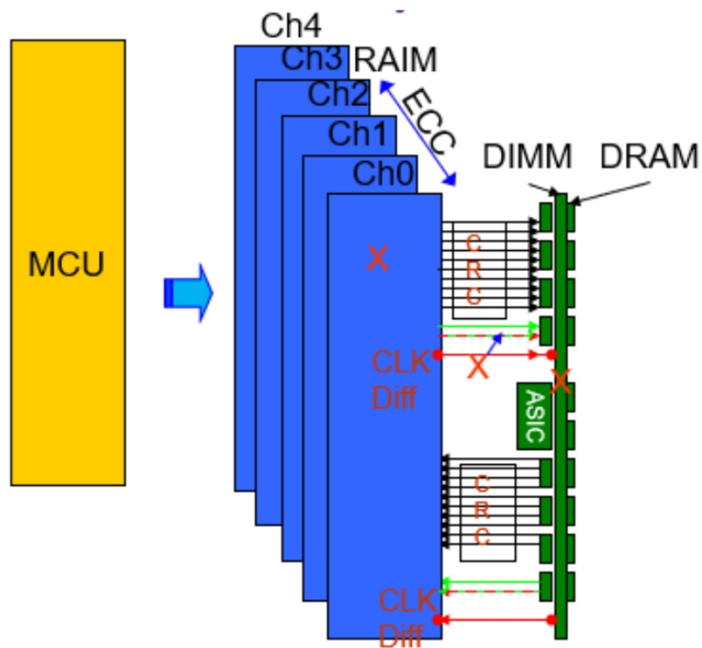 Ch4
Ch3 RAIM
Ch2
ECC
Ch1
Ch0
DIMM DRAM
MCU
X
C
R
C
CLK
Diff
X
X
ASIC
C
R
C
CLK
Diff